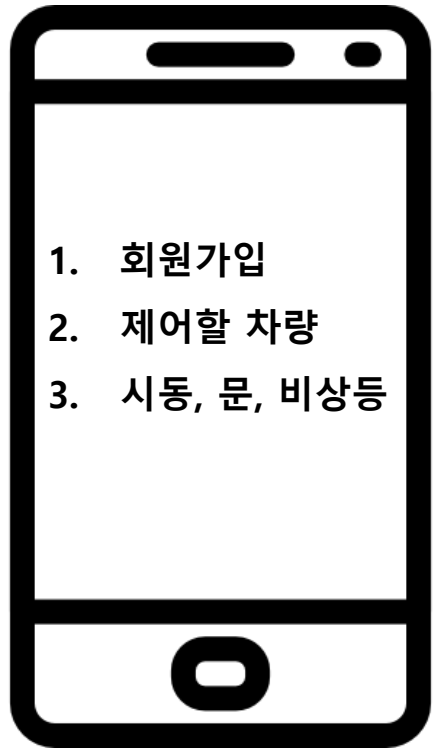 1. 회원가입
2. 제어할 차량
3. 시동, 문, 비상등